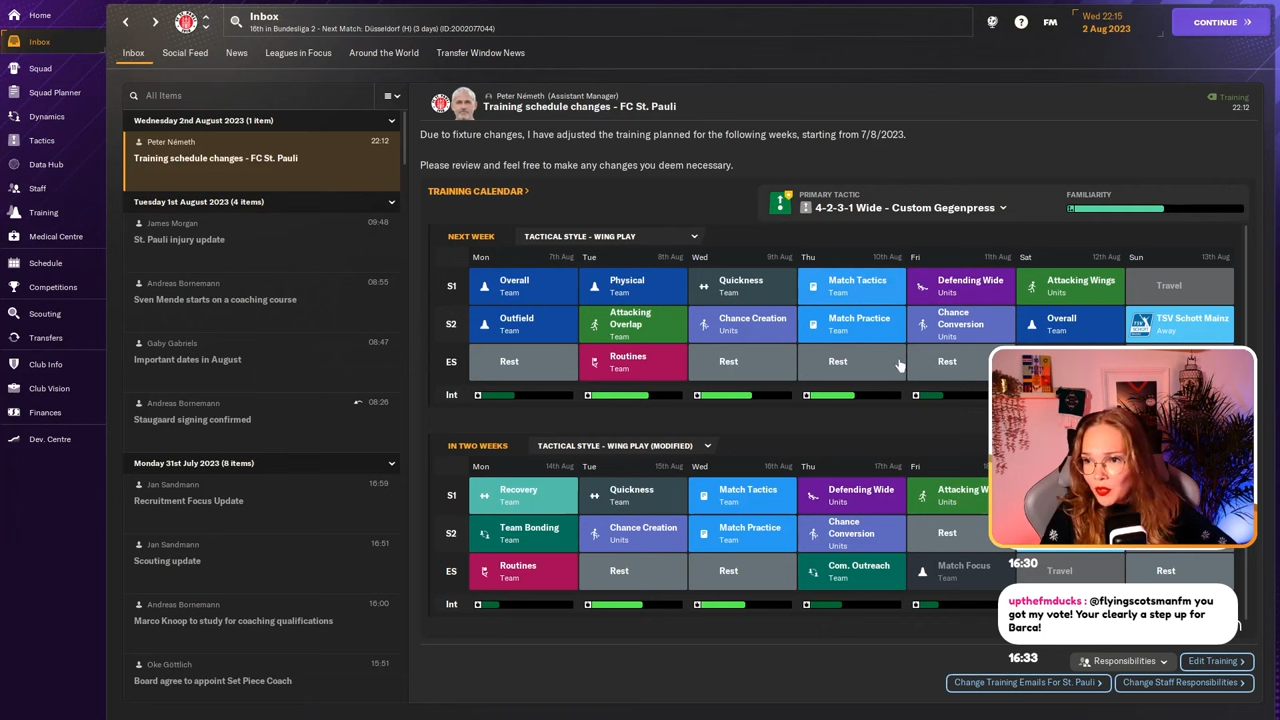 Home
Inbox
Squad
Squad Planner
Dynamics
Tactics
Data Hub
Staff
Training
Medical Centre
Schedule
Competitions
Scouting
Transfers
Club Info
Club Vision
Finances
Dev. Centre
Inbox
16th in Bundesliga 2 - Next Match: Düsseldorf (H) (3 days) (ID:2002077044)
FM
Wed 22:15
2 Aug 2023
CONTINUE
Inbox
Social Feed
News
Leagues in Focus
Around the World
Transfer Window News
All Items
Wednesday 2nd August 2023 (1 item)
Peter Németh 22:12
Training schedule changes - FC St. Pauli
Tuesday 1st August 2023 (4 items)
James Morgan 09:48
St. Pauli injury update
Andreas Bornemann 08:55
Sven Mende starts on a coaching course
Gaby Gabriels 08:47
Important dates in August
Andreas Bornemann 08:26
Staugaard signing confirmed
Monday 31st July 2023 (8 items)
Jan Sandmann 16:59
Recruitment Focus Update
Jan Sandmann 16:51
Scouting update
Andreas Bornemann 16:00
Marco Knoop to study for coaching qualifications
Oke Göttlich 15:51
Board agree to appoint Set Piece Coach
Peter Németh (Assistant Manager)
Training schedule changes - FC St. Pauli
Training
22:12
Due to fixture changes, I have adjusted the training planned for the following weeks, starting from 7/8/2023.
Please review and feel free to make any changes you deem necessary.
TRAINING CALENDAR
PRIMARY TACTIC
4-2-3-1 Wide - Custom Gegenpress
FAMILIARITY
NEXT WEEK
TACTICAL STYLE - WING PLAY
Mon 7th Aug Tue 8th Aug Wed 9th Aug Thu 10th Aug Fri 11th Aug Sat 12th Aug Sun 13th Aug
S1
Overall Team
Physical Team
Quickness Team
Match Tactics Team
Defending Wide Units
Attacking Wings Units
Travel
S2
Outfield Team
Attacking Overlap Team
Chance Creation Units
Match Practice Team
Chance Conversion Units
Overall Team
TSV Schott Mainz Away
ES
Rest
Routines Team
Rest
Rest
Rest
Int
IN TWO WEEKS
TACTICAL STYLE - WING PLAY (MODIFIED)
Mon 14th Aug Tue 15th Aug Wed 16th Aug Thu 17th Aug Fri
S1
Recovery Team
Quickness Team
Match Tactics Team
Defending Wide Units
Attacking W
Units
S2
Team Bonding Team
Chance Creation Units
Match Practice Team
Chance Conversion Units
Rest
ES
Routines Team
Rest
Rest
Com. Outreach Team
Match Focus Team
Travel
Rest
Int
16:30
upthefmducks : @flyingscotsmanfm you
got my vote! Your clearly a step up for
Barca!
16:33
Responsibilities
Edit Training
Change Training Emails For St. Pauli
Change Staff Responsibilities